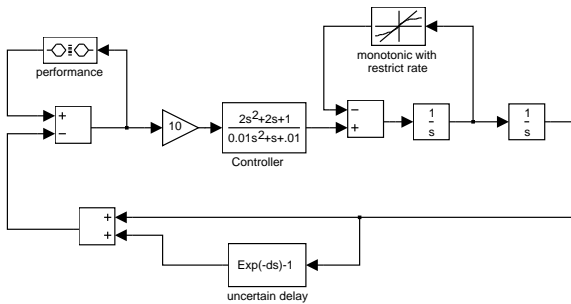 performance
monotonic with
restrict rate
+
−
10
2s²+2s+1
0.01s²+s+.01
Controller
−
+
1
s
1
s
+
+
Exp(-ds)-1
uncertain delay